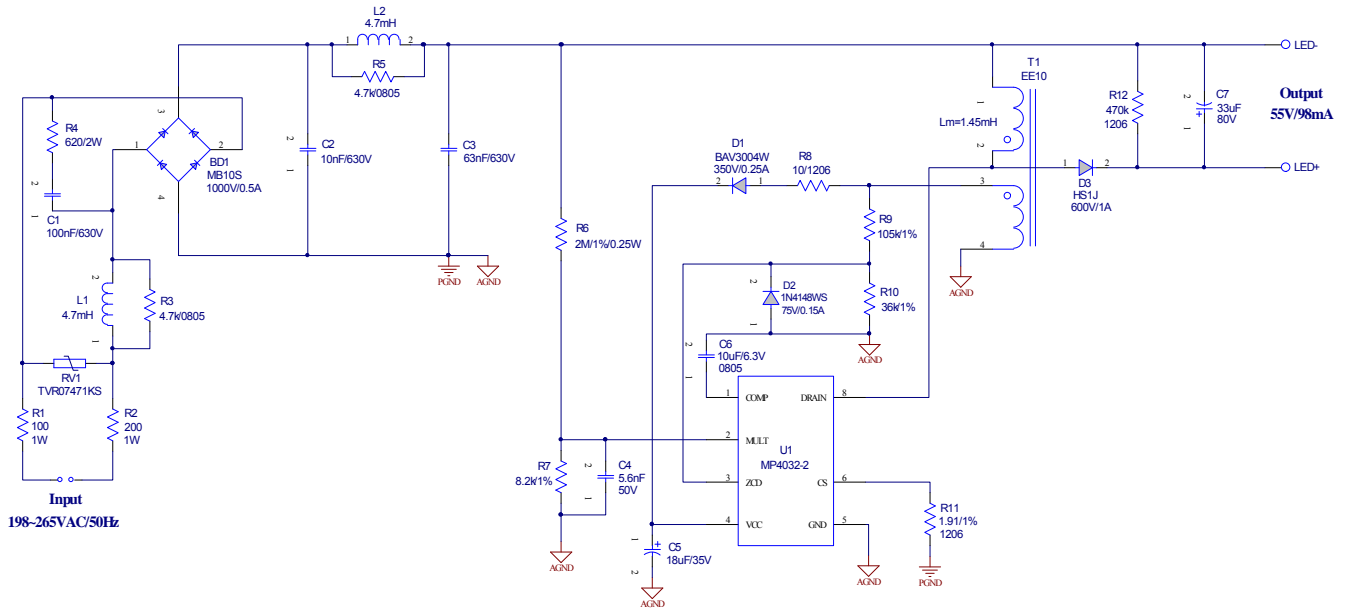 L2
4.7mH
1
2
R5
4.7k/0805
LED-
T1
EE10
R4
620/2W
3
1
2
BD1
MB10S
1000V/0.5A
4
2
C2
10nF/630V
1
C3
63nF/630V
1
Lm=1.45mH
2
R12
470k
1206
2
C7
33uF
80V
+
1
Output
55V/98mA
2
C1
100nF/630V
1
D1
BAV3004W
350V/0.25A
2
1
R8
10/1206
3
4
1
2
D3
HS1J
600V/1A
LED+
R6
2M/1%/0.25W
R9
105k/1%
AGND
PGND
AGND
2
L1
4.7mH
1
R3
4.7k/0805
2
D2
1N4148WS
75V/0.15A
1
R10
36k/1%
AGND
RV1
TVR07471KS
2
C6
10uF/6.3V
0805
1
R1
100
1W
R2
200
1W
1
COMP
DRAIN
8
2
MULT
U1
MP4032-2
3
ZCD
CS
6
4
VCC
GND
5
R7
8.2k/1%
2
C4
5.6nF
50V
1
R11
1.91/1%
1206
Input
198~265VAC/50Hz
1
+
C5
18uF/35V
2
AGND
AGND
AGND
PGND